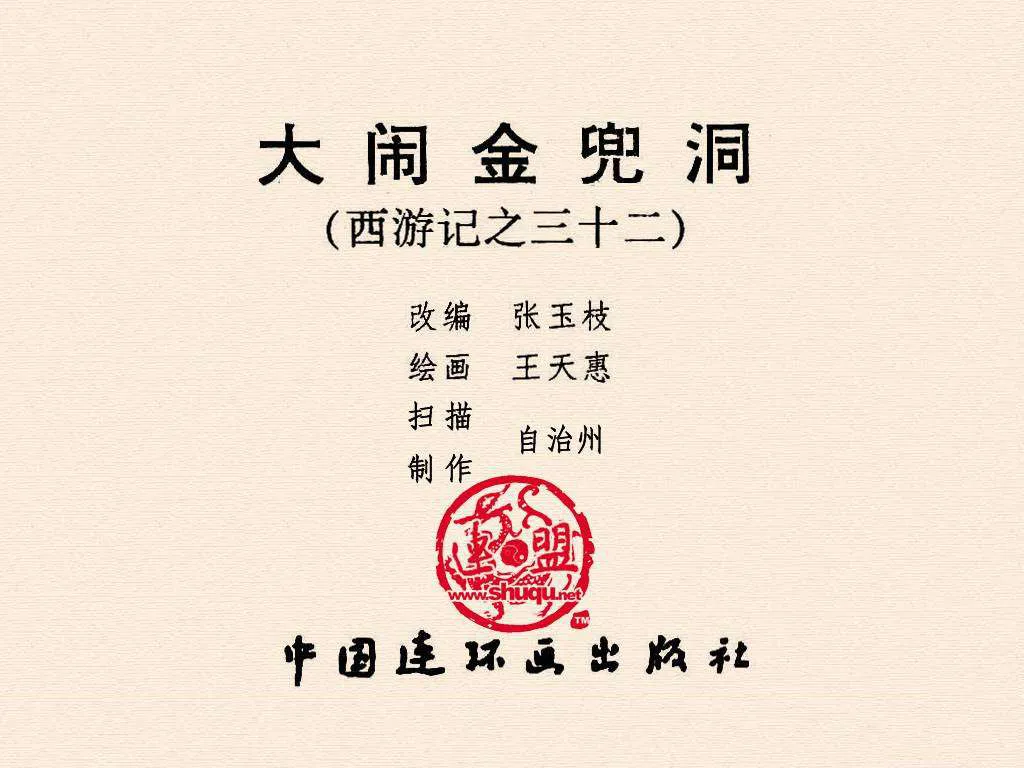 大闹金兜洞
(西游记之三十二)
改编 张玉枝
绘画 王天惠
扫描
自治州
制作
連盟
www.shuqu.net
TM
中国连环画出版社